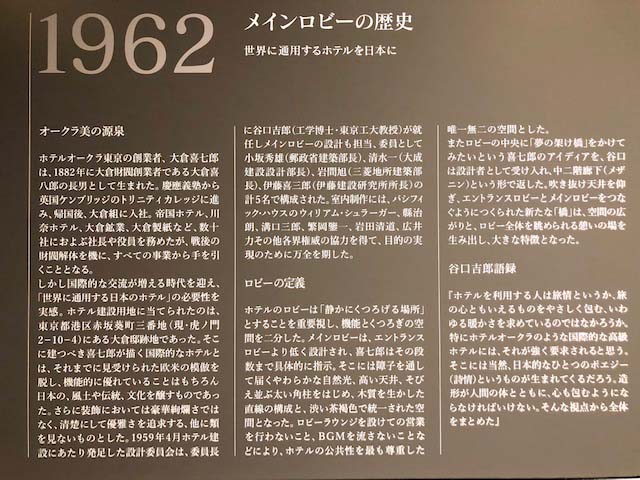 1962
メインロビーの歴史
世界に通用するホテルを日本に
オークラ美の源泉
ホテルオークラ東京の創業者、大倉喜七郎
は、1882年に大倉財閥創業者である大倉喜
八郎の長男として生まれた。慶應義塾から
英国ケンブリッジのトリニティカレッジに進
み、帰国後、大倉組に入社。帝国ホテル、川
奈ホテル、大倉鉱業、大倉製紙など、数十
社におよぶ社長や役員を務めたが、戦後の
財閥解体を機に、すべての事業から手を引
くこととなる。
しかし国際的な交流が増える時代を迎え、
「世界に通用する日本のホテル」の必要性を
実感。ホテル建設用地に当てられたのは、
東京都港区赤坂葵町三番地(現・虎ノ門
2-10-4)にある大倉邸跡地であった。そこ
に建つべき喜七郎が描く国際的なホテルと
は、それまでに見受けられた欧米の模倣を
脱し、機能的に優れていることはもちろん
日本の、風土や伝統、文化を醸すものであっ
た。さらに装飾においては豪華絢爛さでは
なく、清楚にして優雅さを追求する、他に類
を見ないものとした。1959年4月ホテル建
設にあたり発足した設計委員会は、委員長
に谷口吉郎(工学博士・東京工大教授)が就
任しメインロビーの設計も担当、委員として
小坂秀雄(郵政省建築部長)、清水一(大成
建設設計部長)、岩間旭(三菱地所建築部
長)、伊藤喜三郎(伊藤建設研究所所長)の
計5名で構成された。室内制作には、パシフィ
ック・ハウスのウィリアム・シュラーガー、縣治
朗、溝口三郎、繁岡鑒一、岩田清道、広井
力その他各界権威の協力を得て、目的の実
現のために万全を期した。
ロビーの定義
ホテルのロビーは「静かにくつろげる場所」
とすることを重要視し、機能とくつろぎの空
間を二分した。メインロビーは、エントランス
ロビーより低く設計され、喜七郎はその段
数まで具体的に指示。そこには障子を通し
て届くやわらかな自然光、高い天井、そび
え並ぶ太い角柱をはじめ、木質を生かした
直線の構成と、渋い茶褐色で統一された空
間となった。ロビーラウンジを設けての営業
を行わないこと、BGMを流さないことな
どにより、ホテルの公共性を最も尊重した
唯一無二の空間とした。
またロビーの中央に「夢の架け橋」をかけて
みたいという喜七郎のアイディアを、谷口
は設計者として受け入れ、中二階廊下(メザ
ニン)という形で返した。吹き抜け天井を仰
ぎ、エントランスロビーとメインロビーをつな
ぐようにつくられた新たな「橋」は、空間の広
がりと、ロビー全体を眺められる憩いの場を
生み出し、大きな特徴となった。
谷口吉郎語録
『ホテルを利用する人は旅情というか、旅
の心ともいえるものをやさしく包む、いわ
ゆる暖かさを求めているのではなかろうか。
特にホテルオークラのような国際的な高級
ホテルには、それが強く要求されると思う。
そこには当然、日本的なひとつのポエジー
(詩情)というものが生まれてくるだろう。造
形が人間の体とともに、心も包むようにな
らなければいけない。そんな視点から全体
をまとめた』